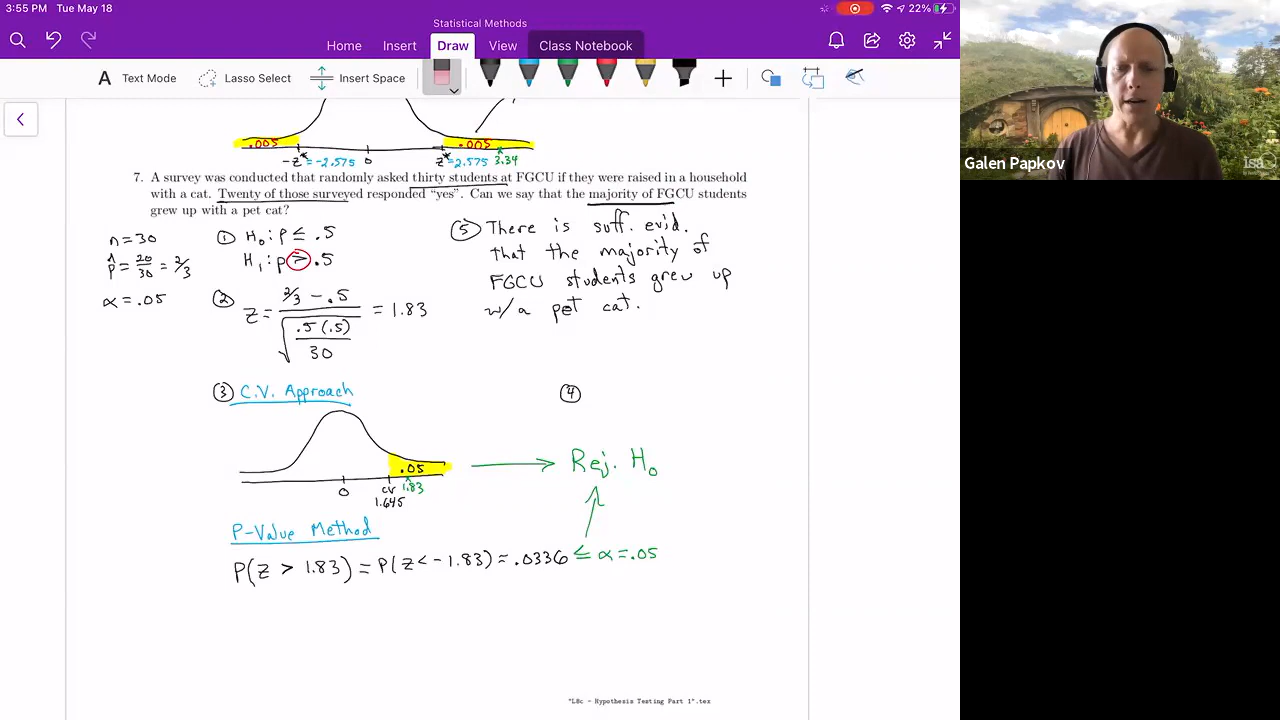 3:55 PM Tue May 18
22%
Statistical Methods
Home Insert Draw View Class Notebook
Text Mode Lasso Select Insert Space
.005 .005
-z* = -2.575 0 z* = 2.575 3.34
7. A survey was conducted that randomly asked thirty students at FGCU if they were raised in a household
with a cat. Twenty of those surveyed responded “yes”. Can we say that the majority of FGCU students
grew up with a pet cat?
n = 30
p̂ = 20/30 = 2/3
α = .05
① H₀: p ≤ .5
H₁: p > .5
② z = (2/3 - .5) / √(.5(.5)/30) = 1.83
⑤ There is suff. evid.
that the majority of
FGCU students grew up
w/ a pet cat.
③ C.V. Approach
④
.05
0 cv 1.83
1.645
Rej. H₀
P-Value Method
P(z > 1.83) = P(z < -1.83) = .0336 ≤ α = .05
"L8c - Hypothesis Testing Part 1".tex
Galen Papkov
isa